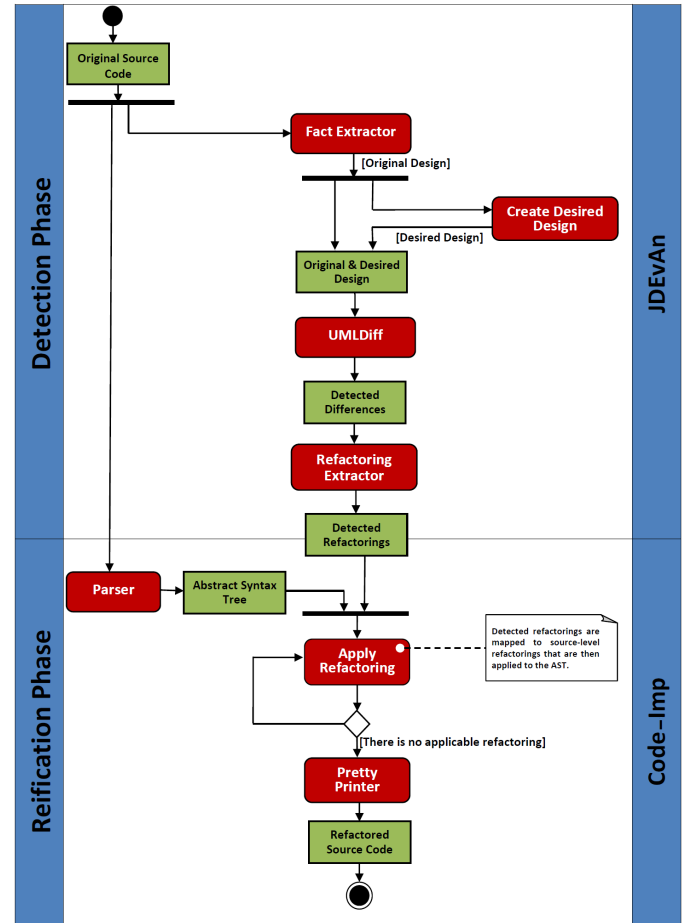 Original Source
Code
Fact Extractor
[Original Design]
Create Desired
Design
[Desired Design]
Original & Desired
Design
UMLDiff
Detected
Differences
Refactoring
Extractor
Detected
Refactorings
Detection Phase
JDEvAn
Parser
Abstract Syntax
Tree
Detected refactorings are
mapped to source-level
refactorings that are then
applied to the AST.
Apply
Refactoring
[There is no applicable refactoring]
Pretty
Printer
Refactored
Source Code
Reification Phase
Code-Imp